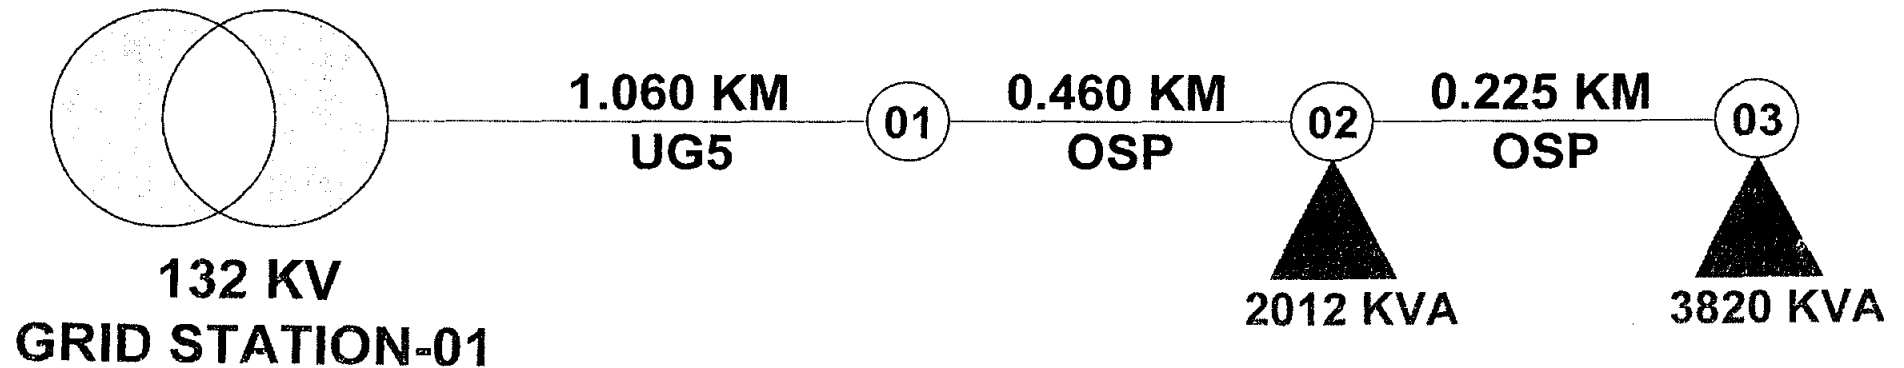 1.060 KM
UG5
01
0.460 KM
OSP
02
0.225 KM
OSP
03
132 KV
GRID STATION-01
2012 KVA
3820 KVA